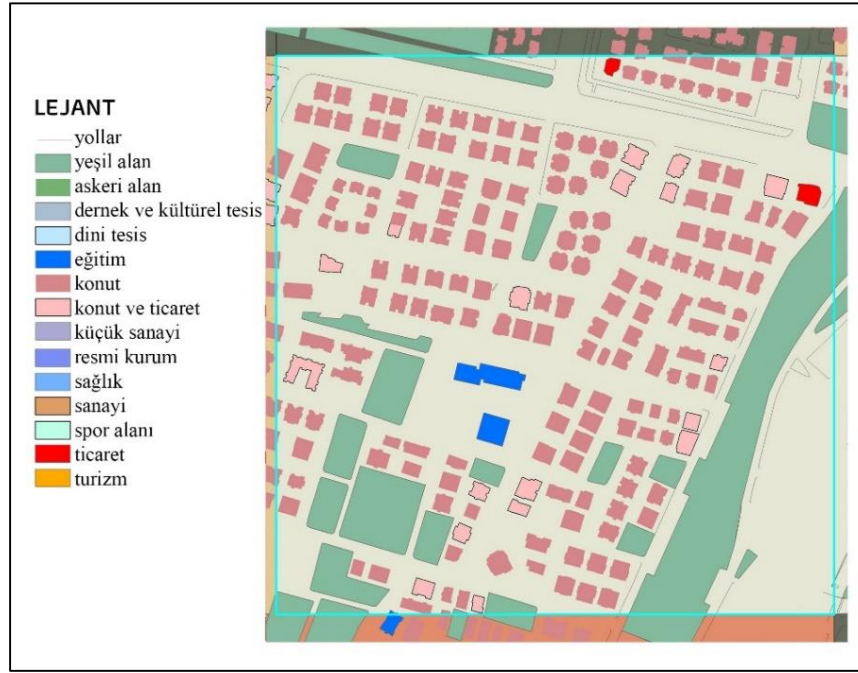 LEJANT
yollar
yeşil alan
askeri alan
dernek ve kültürel tesis
dini tesis
eğitim
konut
konut ve ticaret
küçük sanayi
resmi kurum
sağlık
sanayi
spor alanı
ticaret
turizm